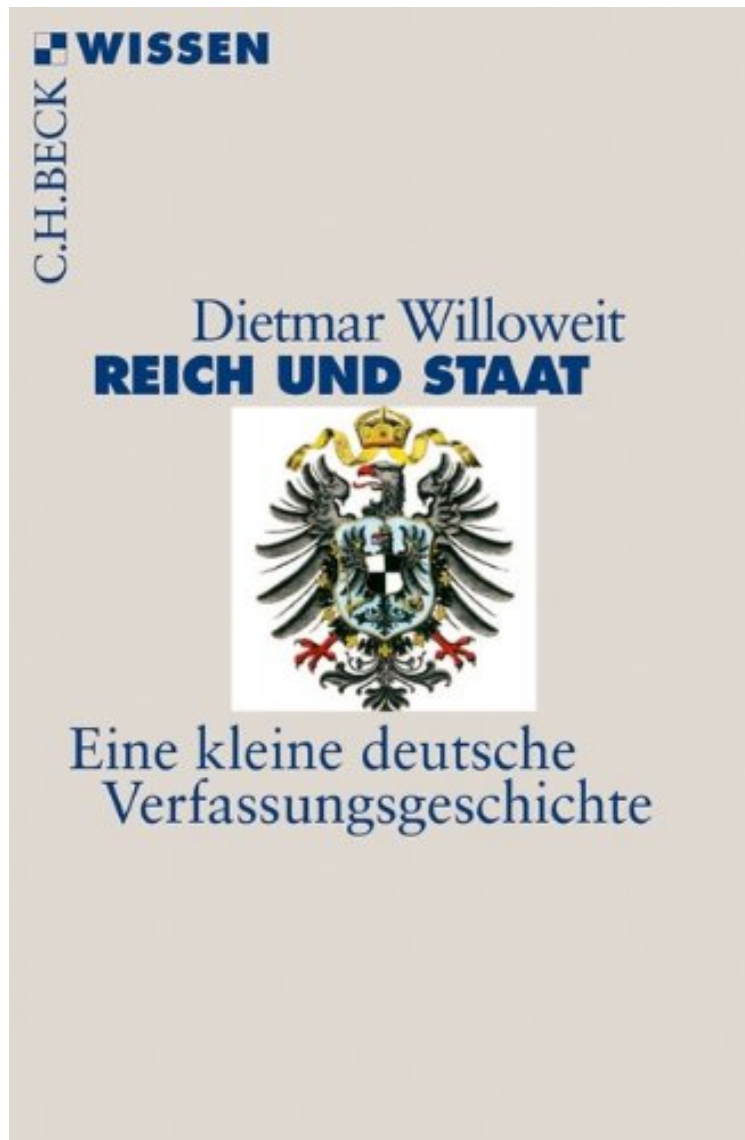 WISSEN
C.H.BECK
Dietmar Willoweit
REICH UND STAAT
Eine kleine deutsche
Verfassungsgeschichte